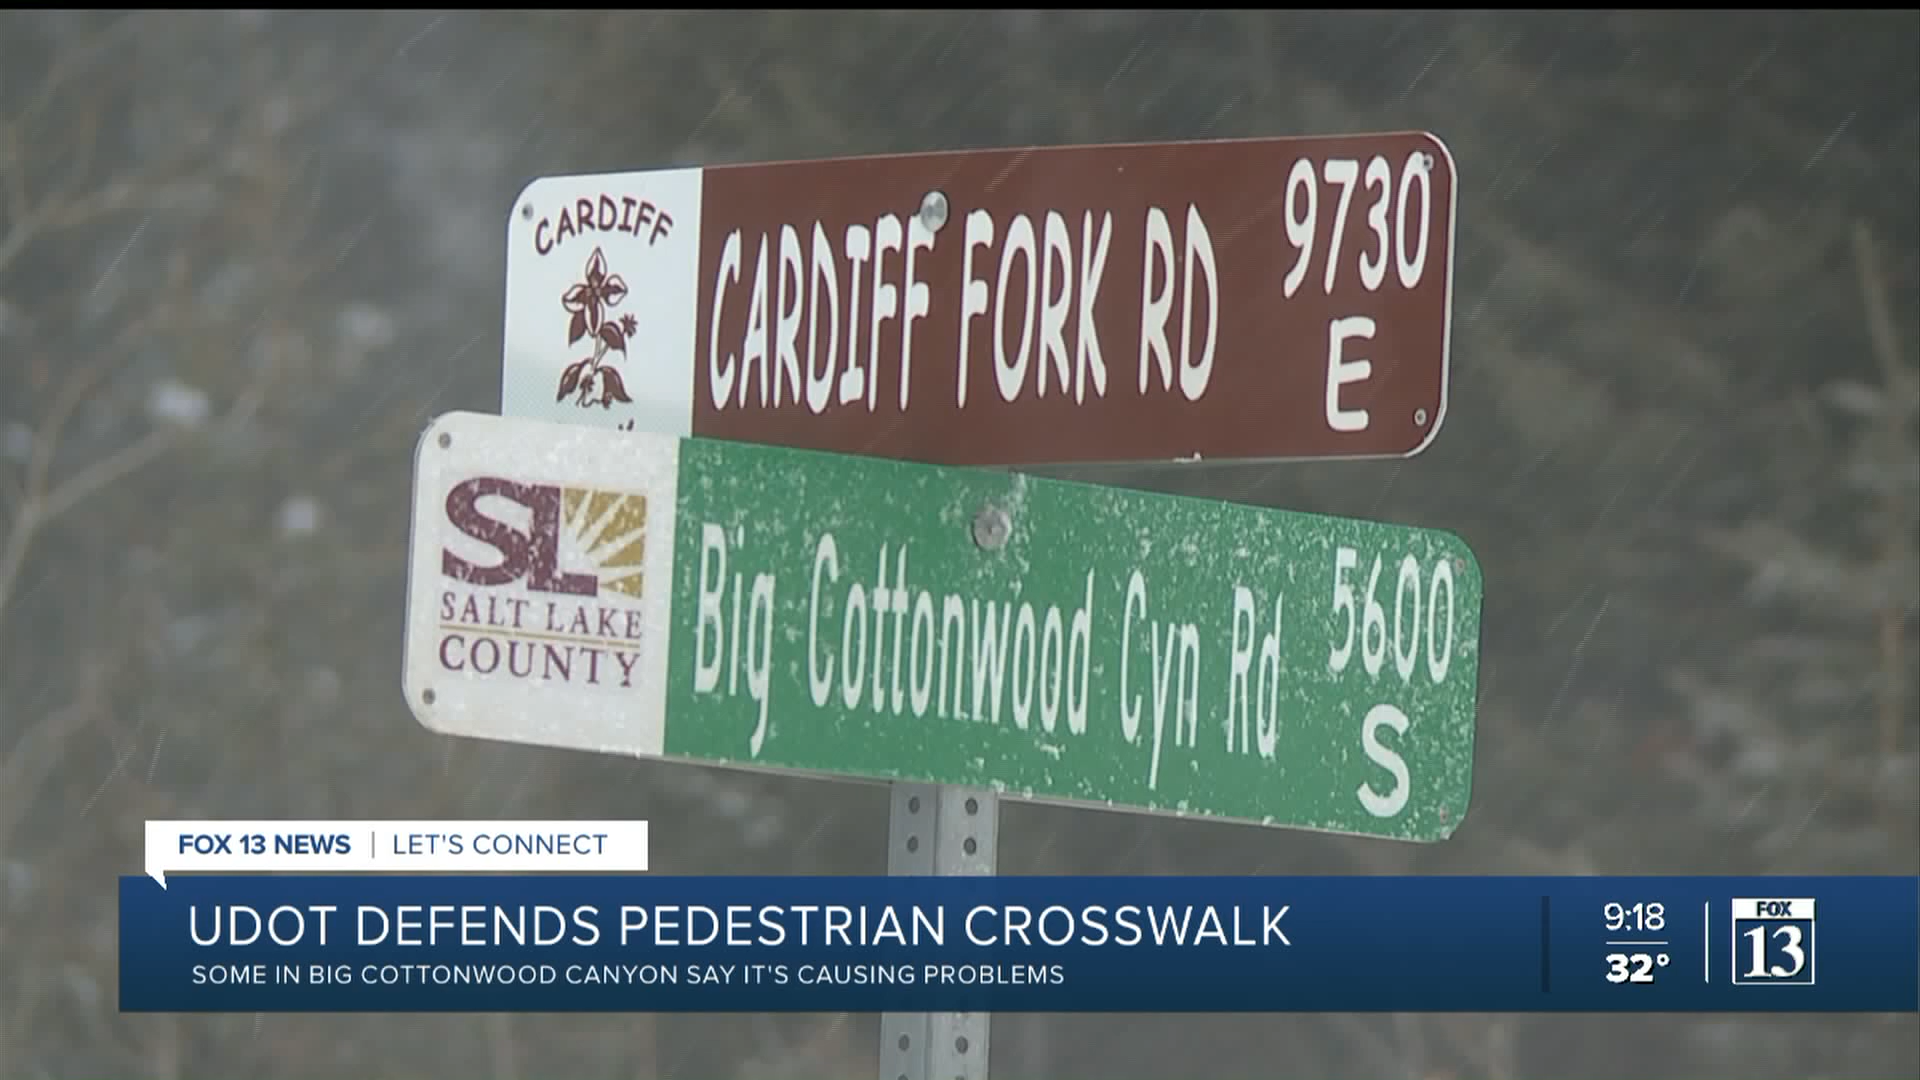 CARDIFF
CARDIFF FORK RD
9730
E
SL
SALT LAKE
COUNTY
Big Cottonwood Cyn Rd
5600
S
FOX 13 NEWS | LET'S CONNECT
UDOT DEFENDS PEDESTRIAN CROSSWALK
SOME IN BIG COTTONWOOD CANYON SAY IT'S CAUSING PROBLEMS
9:18
32°
FOX
13